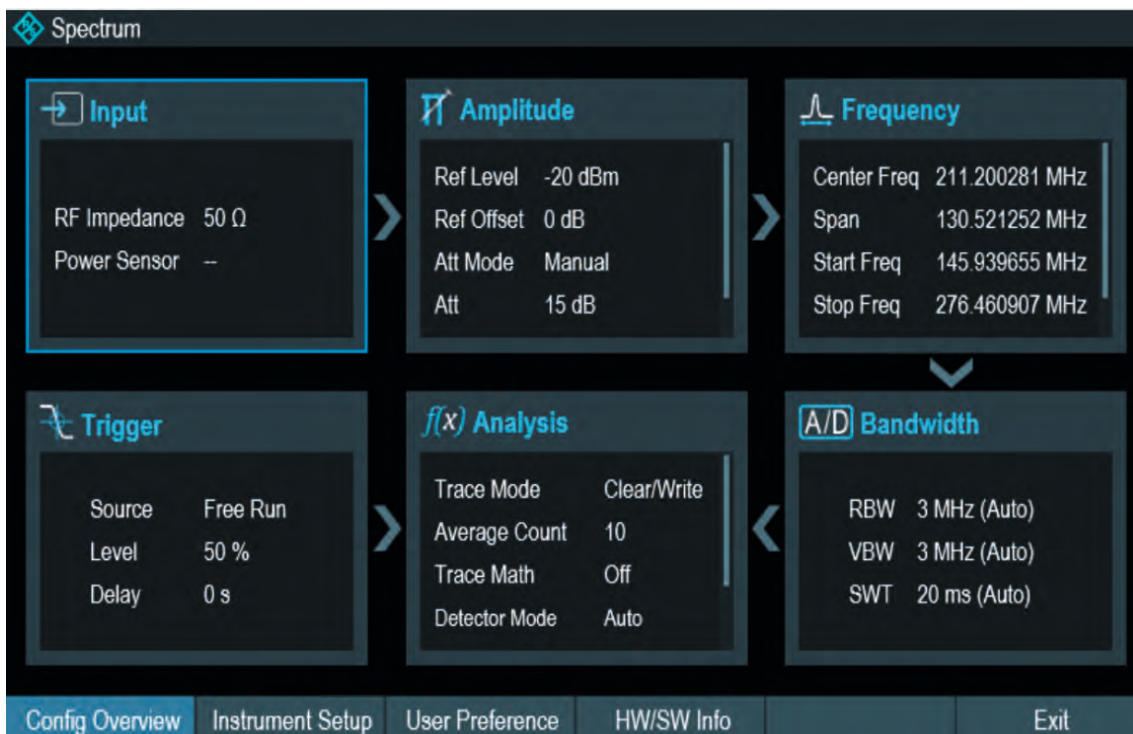 Spectrum
Input
RF Impedance 50 Ω
Power Sensor --
Amplitude
Ref Level -20 dBm
Ref Offset 0 dB
Att Mode Manual
Att 15 dB
Frequency
Center Freq 211.200281 MHz
Span 130.521252 MHz
Start Freq 145.939655 MHz
Stop Freq 276.460907 MHz
Trigger
Source Free Run
Level 50 %
Delay 0 s
f(x) Analysis
Trace Mode Clear/Write
Average Count 10
Trace Math Off
Detector Mode Auto
A/D Bandwidth
RBW 3 MHz (Auto)
VBW 3 MHz (Auto)
SWT 20 ms (Auto)
Config Overview Instrument Setup User Preference HW/SW Info Exit